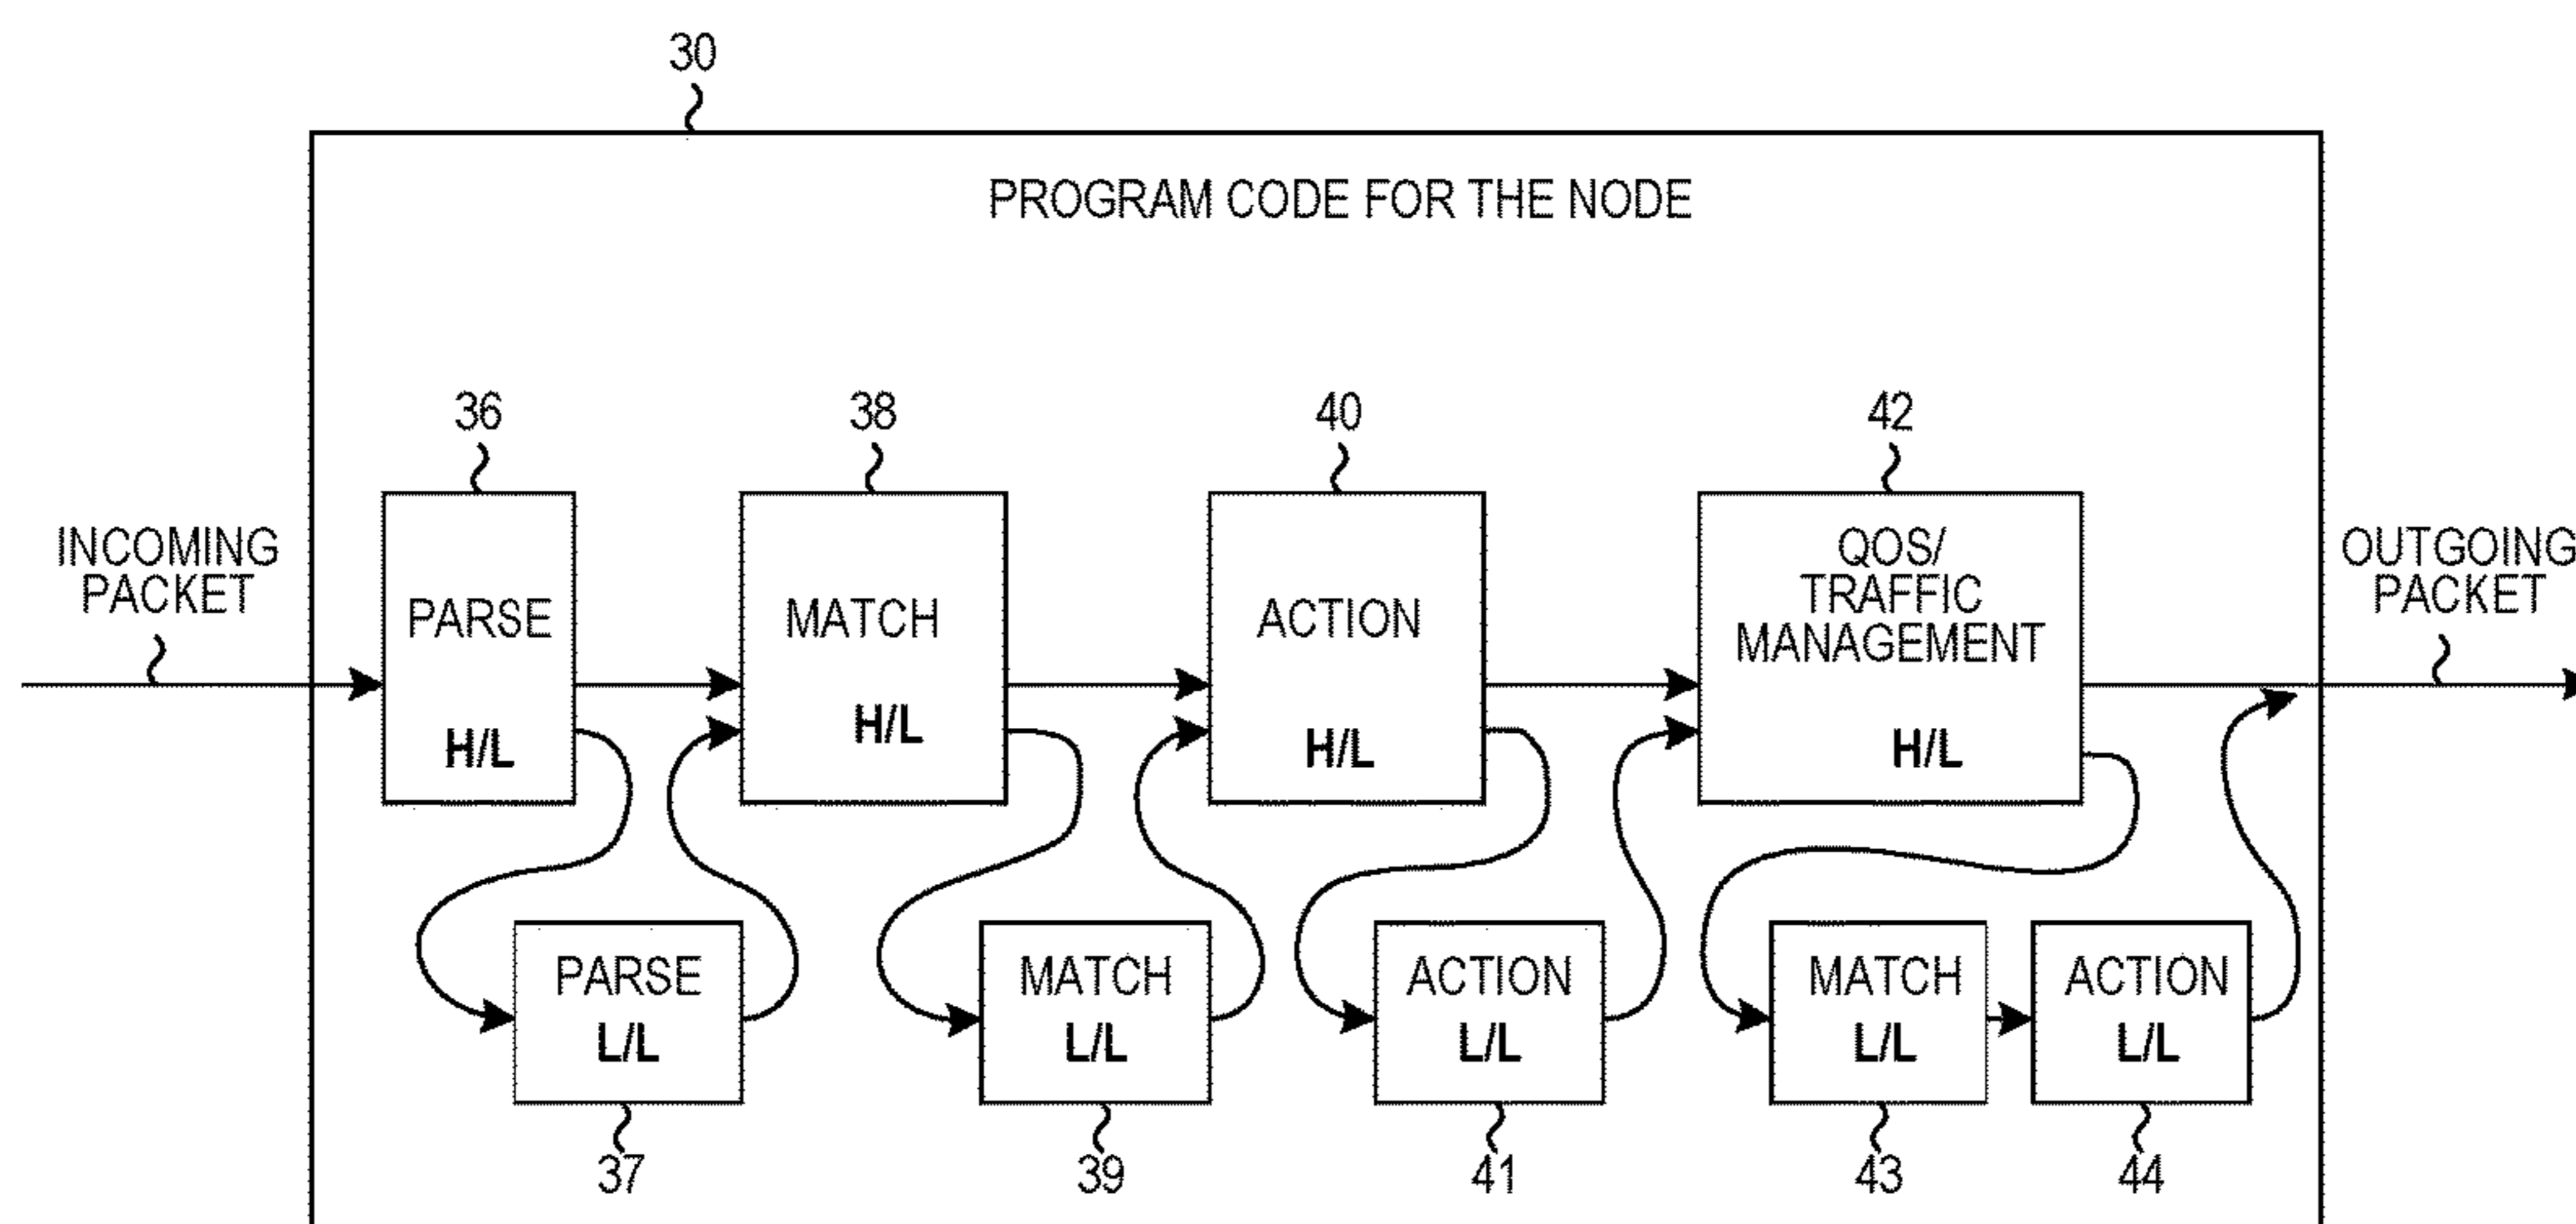 30
PROGRAM CODE FOR THE NODE
36
38
40
42
INCOMING
PACKET
PARSE
H/L
MATCH
H/L
ACTION
H/L
QOS/
TRAFFIC
MANAGEMENT
H/L
OUTGOING
PACKET
PARSE
L/L
MATCH
L/L
ACTION
L/L
MATCH
L/L
ACTION
L/L
37
39
41
43
44